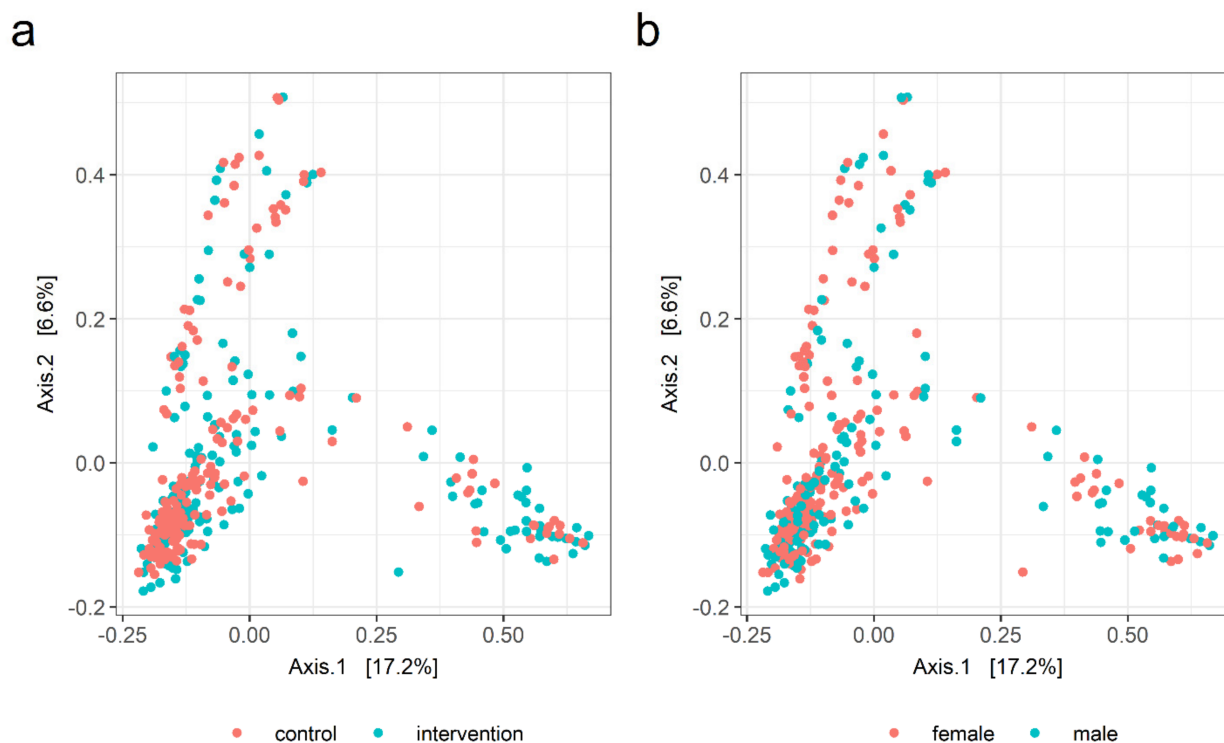 a
b
0.4
0.2
0.0
-0.2
Axis.2 [6.6%]
-0.25
0.00
0.25
0.50
Axis.1 [17.2%]
control
intervention
0.4
0.2
0.0
-0.2
Axis.2 [6.6%]
-0.25
0.00
0.25
0.50
Axis.1 [17.2%]
female
male